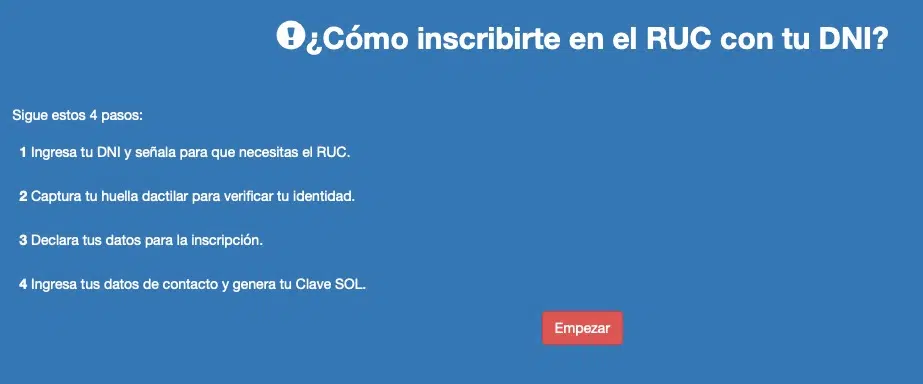 ¿Cómo inscribirte en el RUC con tu DNI?
Sigue estos 4 pasos:
1 Ingresa tu DNI y señala para que necesitas el RUC.
2 Captura tu huella dactilar para verificar tu identidad.
3 Declara tus datos para la inscripción.
4 Ingresa tus datos de contacto y genera tu Clave SOL.
Empezar